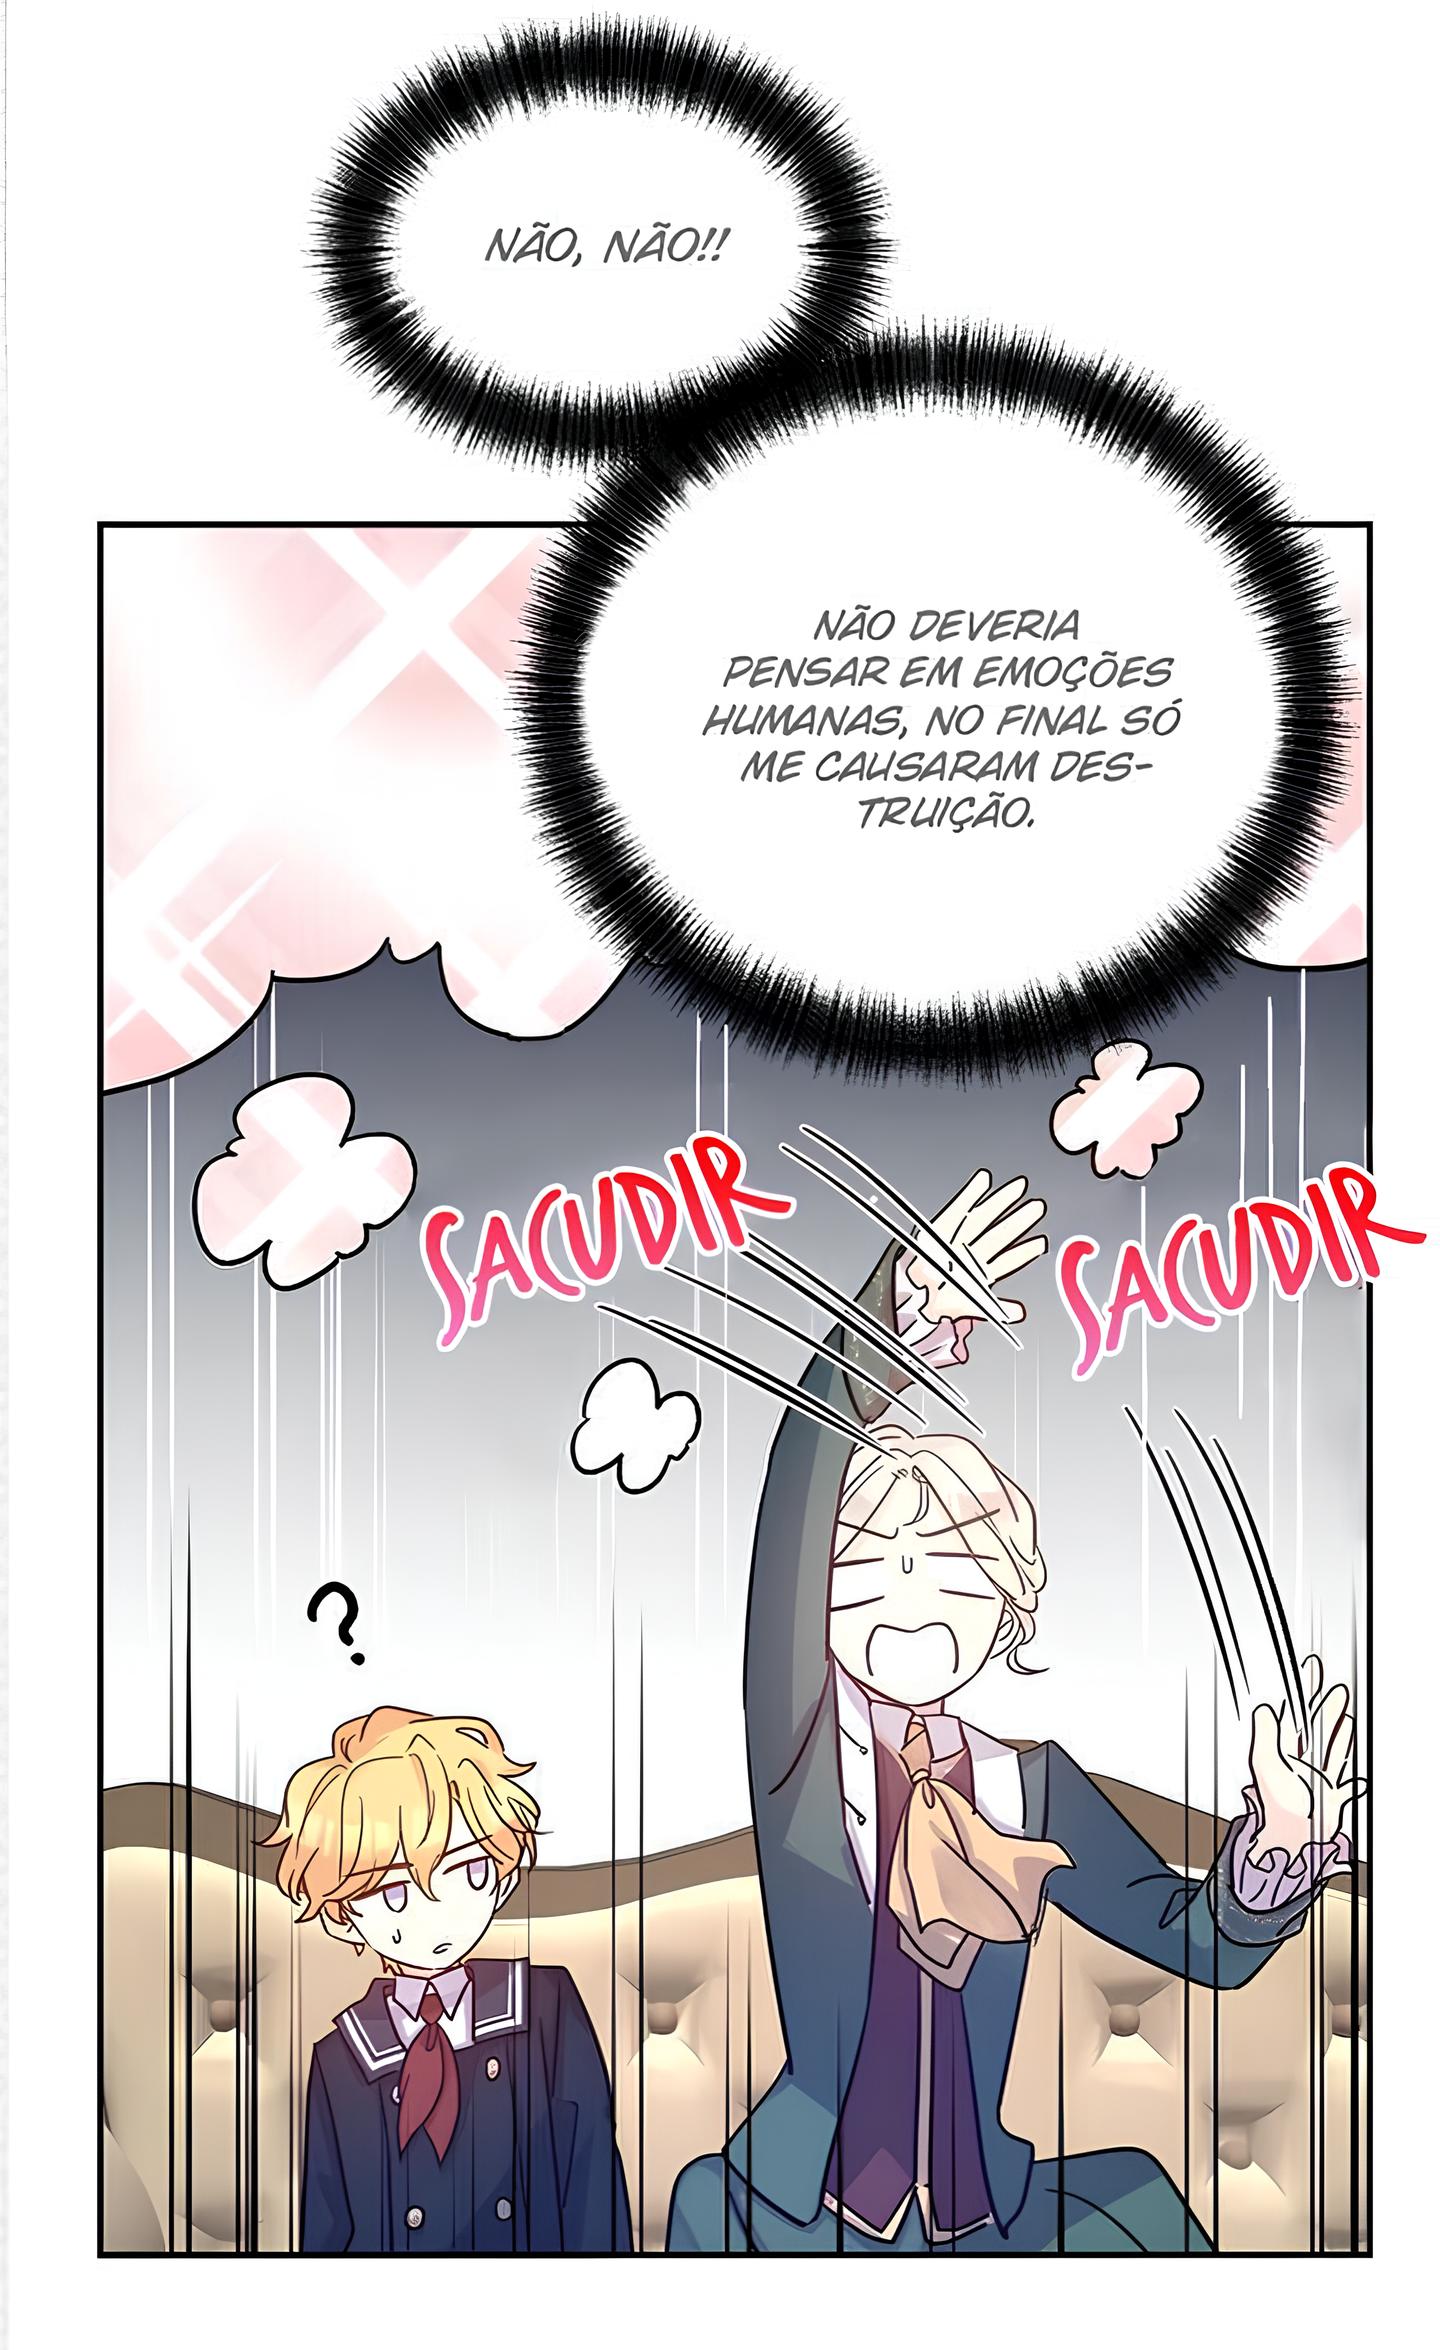 NÃO, NÃO!!
NÃO DEVERIA
PENSAR EM EMOÇÕES
HUMANAS, NO FINAL SÓ
ME CAUSARAM DES-
TRUIÇÃO.
SACUDIR
SACUDIR
?